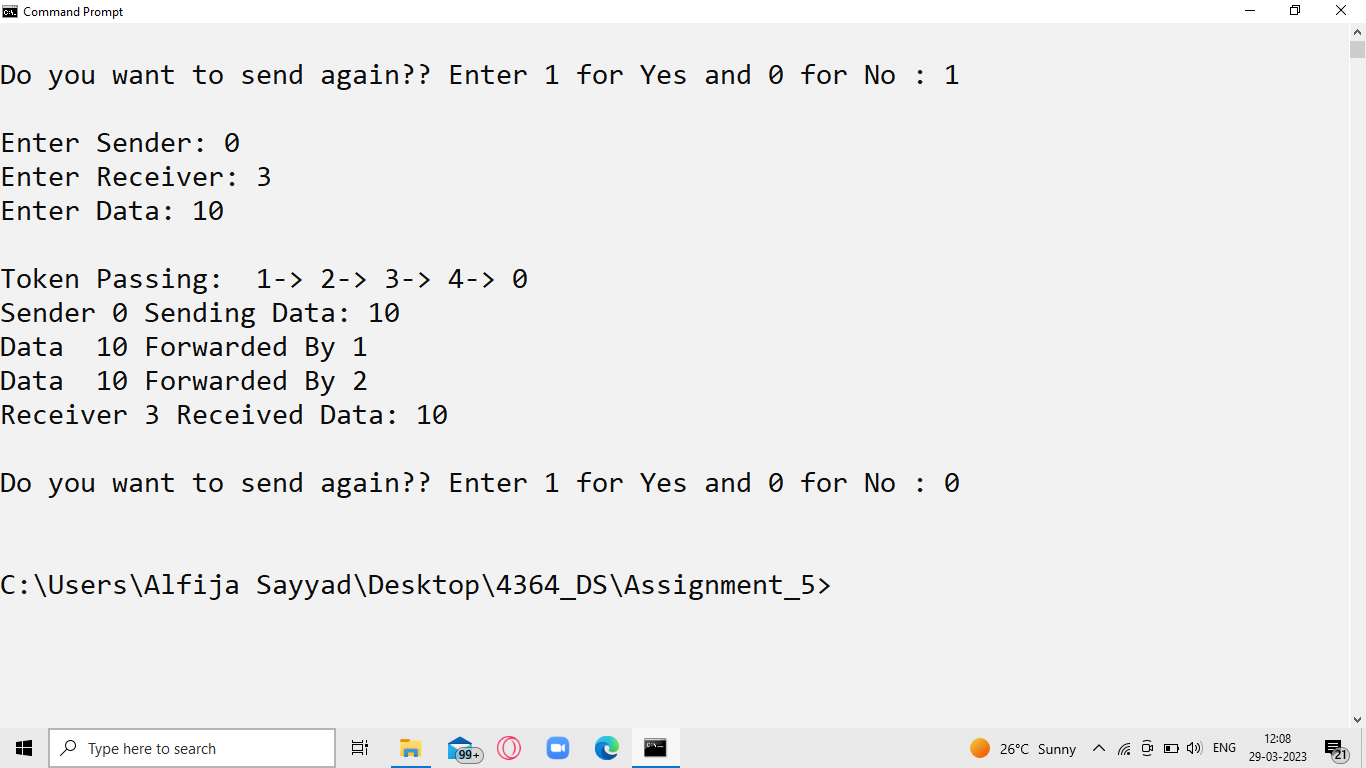 Command Prompt
Do you want to send again?? Enter 1 for Yes and 0 for No : 1
Enter Sender: 0
Enter Receiver: 3
Enter Data: 10
Token Passing:  1-> 2-> 3-> 4-> 0
Sender 0 Sending Data: 10
Data  10 Forwarded By 1
Data  10 Forwarded By 2
Receiver 3 Received Data: 10
Do you want to send again?? Enter 1 for Yes and 0 for No : 0
C:\Users\Alfija Sayyad\Desktop\4364_DS\Assignment_5>
Type here to search
99+
26°C Sunny
ENG
12:08
29-03-2023
21